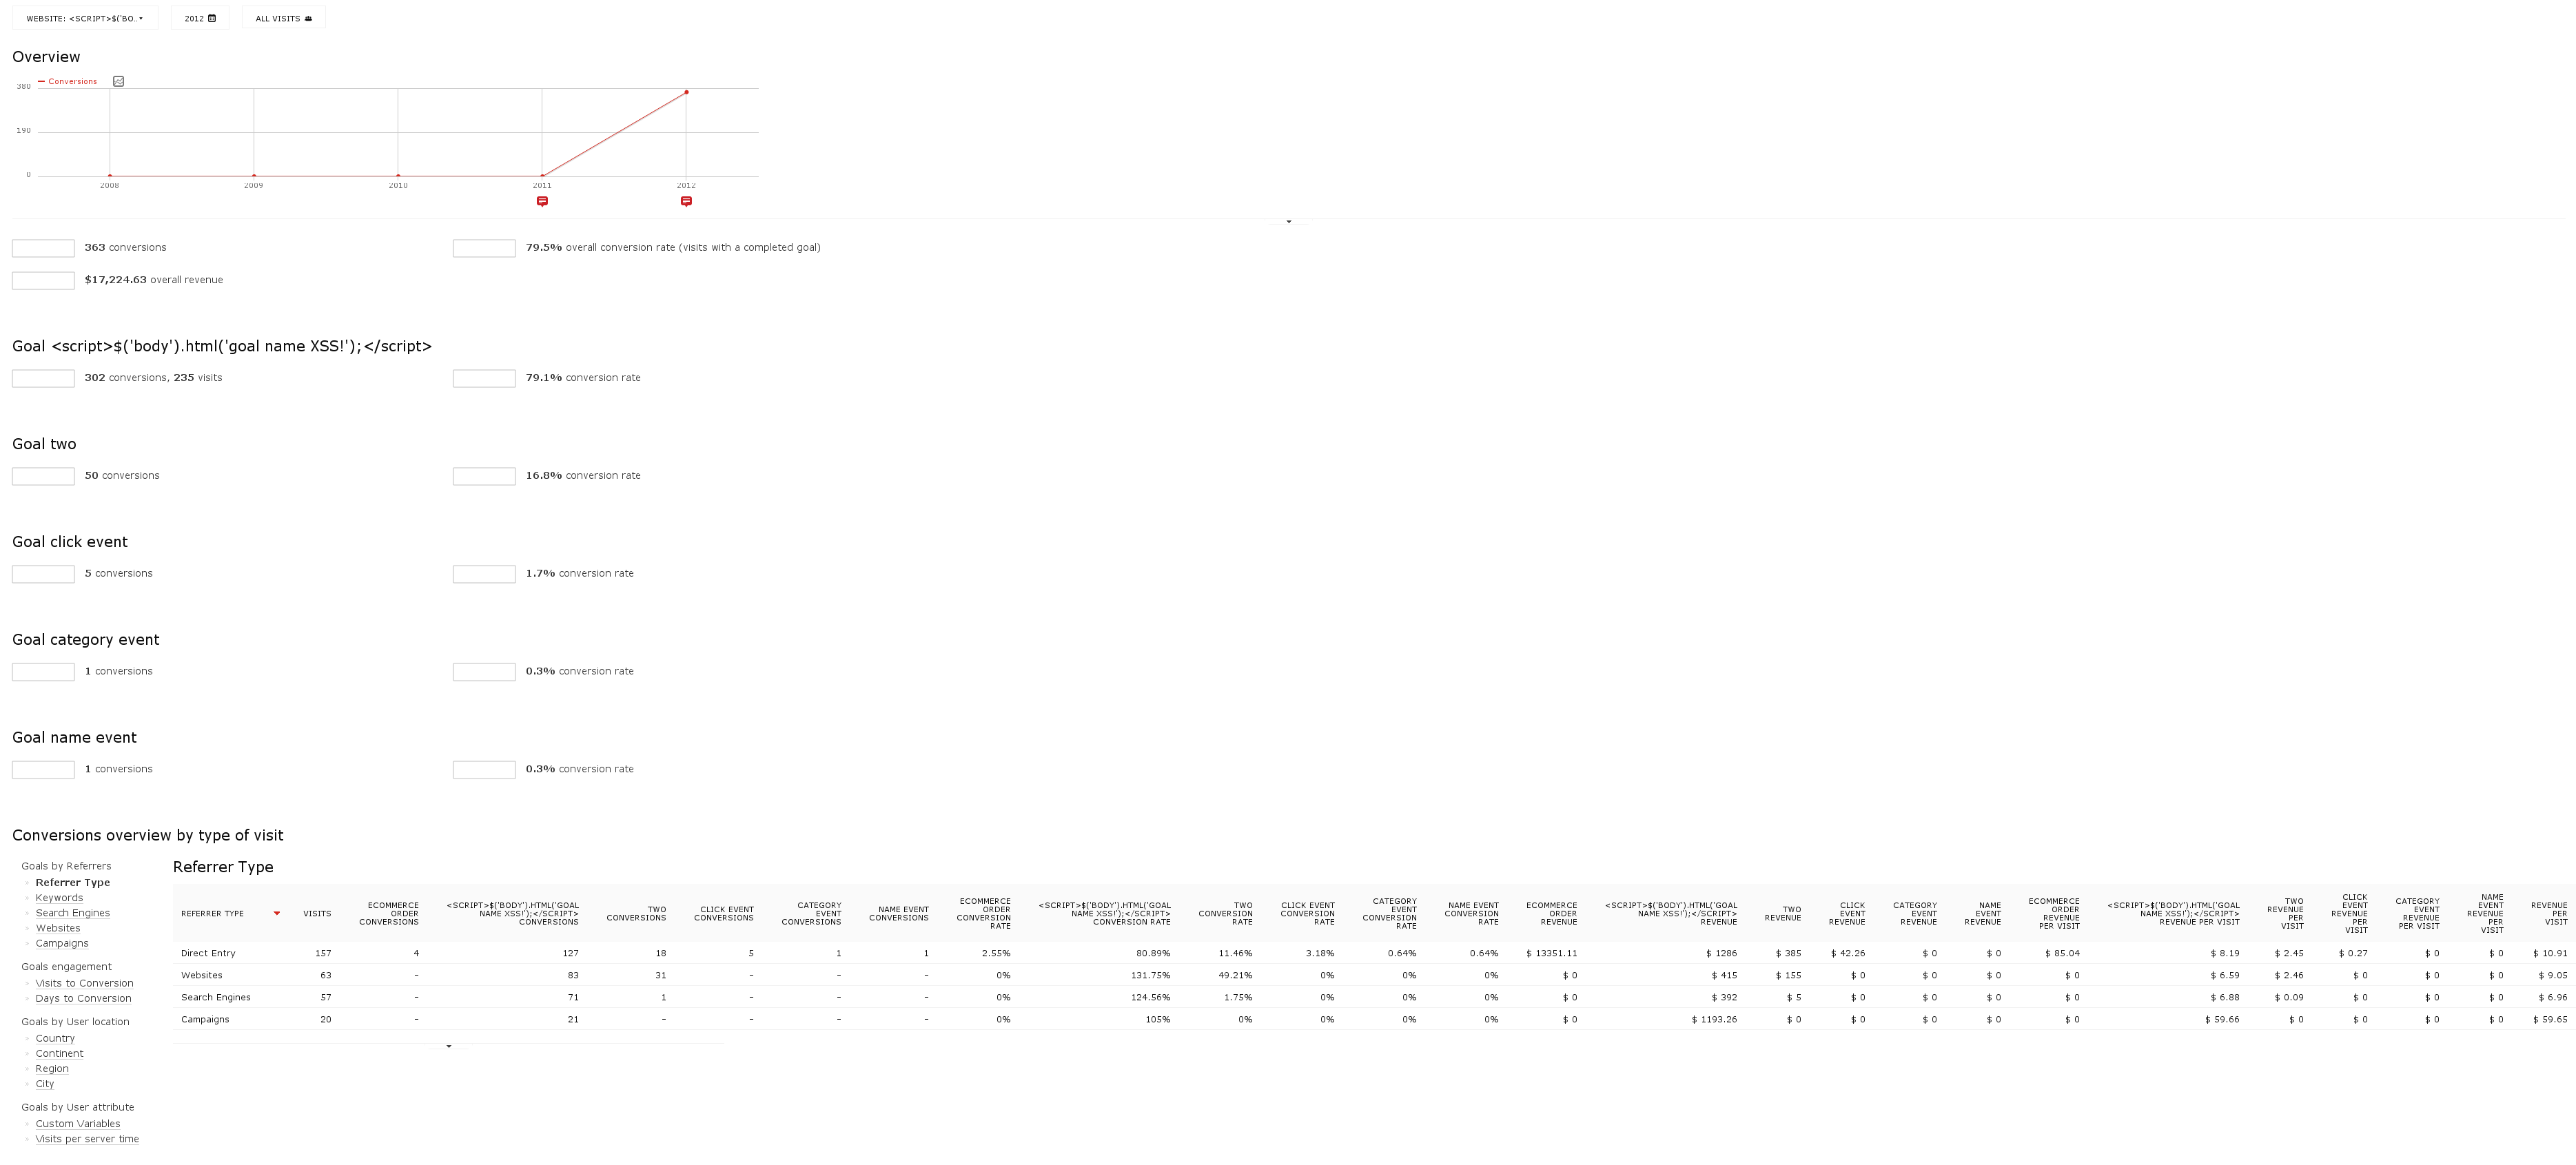 WEBSITE: <SCRIPT>$('BO.. 2012 ALL VISITS
Overview
Conversions
380
190
0
2008 2009 2010 2011 2012
363 conversions 79.5% overall conversion rate (visits with a completed goal)
$17,224.63 overall revenue
Goal <script>$('body').html('goal name XSS!');</script>
302 conversions, 235 visits 79.1% conversion rate
Goal two
50 conversions 16.8% conversion rate
Goal click event
5 conversions 1.7% conversion rate
Goal category event
1 conversions 0.3% conversion rate
Goal name event
1 conversions 0.3% conversion rate
Conversions overview by type of visit
Goals by Referrers
» Referrer Type
» Keywords
» Search Engines
» Websites
» Campaigns
Goals engagement
» Visits to Conversion
» Days to Conversion
Goals by User location
» Country
» Continent
» Region
» City
Goals by User attribute
» Custom Variables
» Visits per server time
Referrer Type
REFERRER TYPE
VISITS
ECOMMERCE
ORDER
CONVERSIONS
<SCRIPT>$('BODY').HTML('GOAL
NAME XSS!');</SCRIPT>
CONVERSIONS
TWO
CONVERSIONS
CLICK EVENT
CONVERSIONS
CATEGORY
EVENT
CONVERSIONS
NAME EVENT
CONVERSIONS
ECOMMERCE
ORDER
CONVERSION
RATE
<SCRIPT>$('BODY').HTML('GOAL
NAME XSS!');</SCRIPT>
CONVERSION RATE
TWO
CONVERSION
RATE
CLICK EVENT
CONVERSION
RATE
CATEGORY
EVENT
CONVERSION
RATE
NAME EVENT
CONVERSION
RATE
ECOMMERCE
ORDER
REVENUE
<SCRIPT>$('BODY').HTML('GOAL
NAME XSS!');</SCRIPT>
REVENUE
TWO
REVENUE
CLICK
EVENT
REVENUE
CATEGORY
EVENT
REVENUE
NAME
EVENT
REVENUE
ECOMMERCE
ORDER
REVENUE
PER VISIT
<SCRIPT>$('BODY').HTML('GOAL
NAME XSS!');</SCRIPT>
REVENUE PER VISIT
TWO
REVENUE
PER
VISIT
CLICK
EVENT
REVENUE
PER
VISIT
CATEGORY
EVENT
REVENUE
PER VISIT
NAME
EVENT
REVENUE
PER
VISIT
REVENUE
PER
VISIT
Direct Entry 157 4 127 18 5 1 1 2.55% 80.89% 11.46% 3.18% 0.64% 0.64% $ 13351.11 $ 1286 $ 385 $ 42.26 $ 0 $ 0 $ 85.04 $ 8.19 $ 2.45 $ 0.27 $ 0 $ 0 $ 10.91
Websites 63 - 83 31 - - - 0% 131.75% 49.21% 0% 0% 0% $ 0 $ 415 $ 155 $ 0 $ 0 $ 0 $ 0 $ 6.59 $ 2.46 $ 0 $ 0 $ 0 $ 9.05
Search Engines 57 - 71 1 - - - 0% 124.56% 1.75% 0% 0% 0% $ 0 $ 392 $ 5 $ 0 $ 0 $ 0 $ 0 $ 6.88 $ 0.09 $ 0 $ 0 $ 0 $ 6.96
Campaigns 20 - 21 - - - - 0% 105% 0% 0% 0% 0% $ 0 $ 1193.26 $ 0 $ 0 $ 0 $ 0 $ 0 $ 59.66 $ 0 $ 0 $ 0 $ 0 $ 59.65